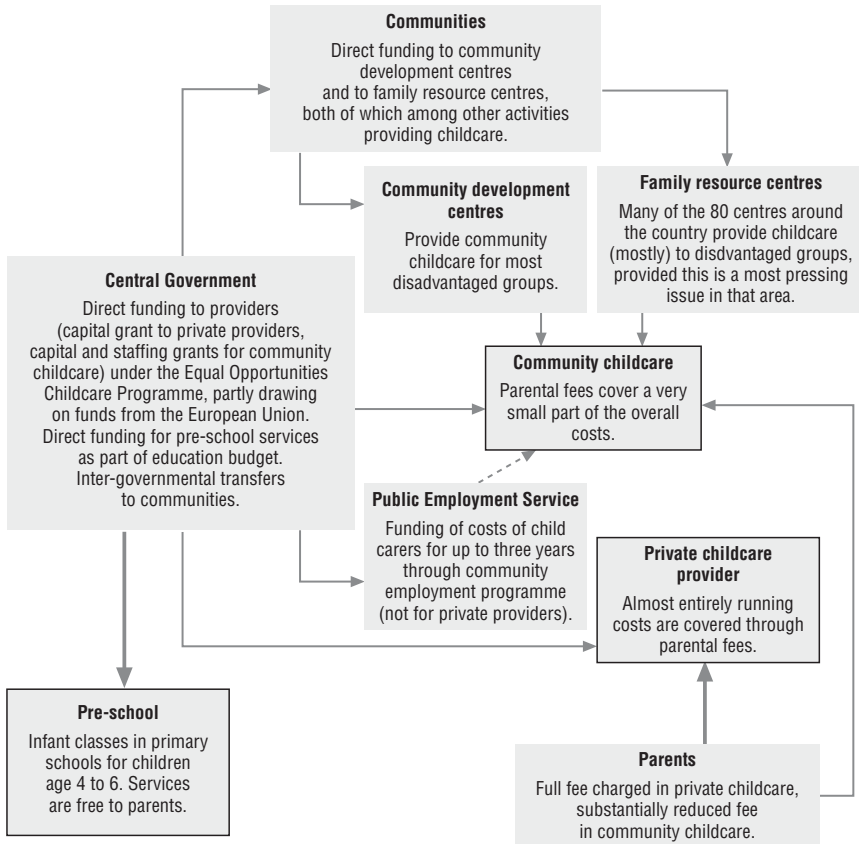 Communities
Direct funding to community
development centres
and to family resource centres,
both of which among other activities
providing childcare.
Community development
centres
Provide community
childcare for most
disadvantaged groups.
Family resource centres
Many of the 80 centres around
the country provide childcare
(mostly) to disdvantaged groups,
provided this is a most pressing
issue in that area.
Central Government
Direct funding to providers
(capital grant to private providers,
capital and staffing grants for community
childcare) under the Equal Opportunities
Childcare Programme, partly drawing
on funds from the European Union.
Direct funding for pre-school services
as part of education budget.
Inter-governmental transfers
to communities.
Community childcare
Parental fees cover a very
small part of the overall
costs.
Public Employment Service
Funding of costs of child
carers for up to three years
through community
employment programme
(not for private providers).
Private childcare
provider
Almost entirely running
costs are covered through
parental fees.
Pre-school
Infant classes in primary
schools for children
age 4 to 6. Services
are free to parents.
Parents
Full fee charged in private childcare,
substantially reduced fee
in community childcare.